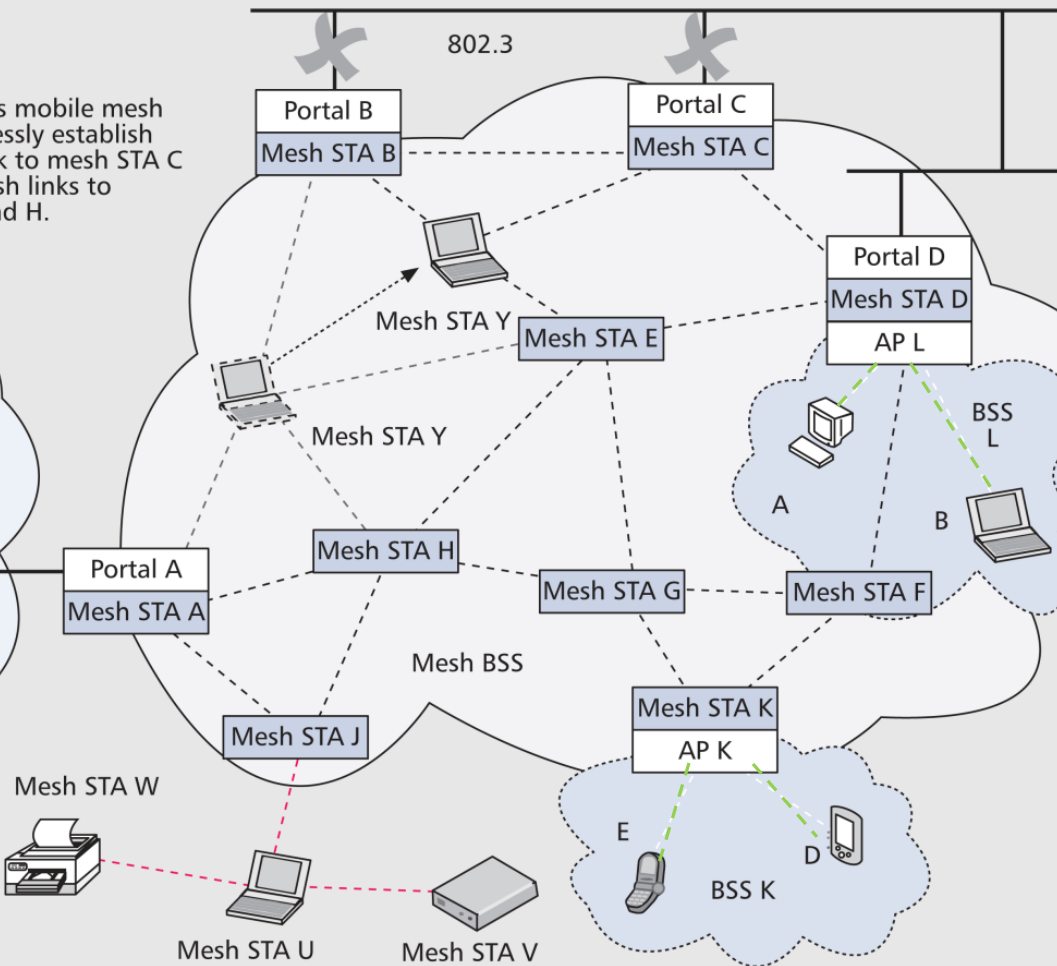 802.3
Portal B
Mesh STA B
Portal C
Mesh STA C
s mobile mesh
essly establish
k to mesh STA C
sh links to
nd H.
Portal D
Mesh STA D
AP L
Mesh STA Y
Mesh STA E
Mesh STA Y
BSS
L
A
B
Mesh STA H
Portal A
Mesh STA A
Mesh STA G
Mesh STA F
Mesh BSS
Mesh STA K
AP K
Mesh STA J
Mesh STA W
E
D
BSS K
Mesh STA U
Mesh STA V